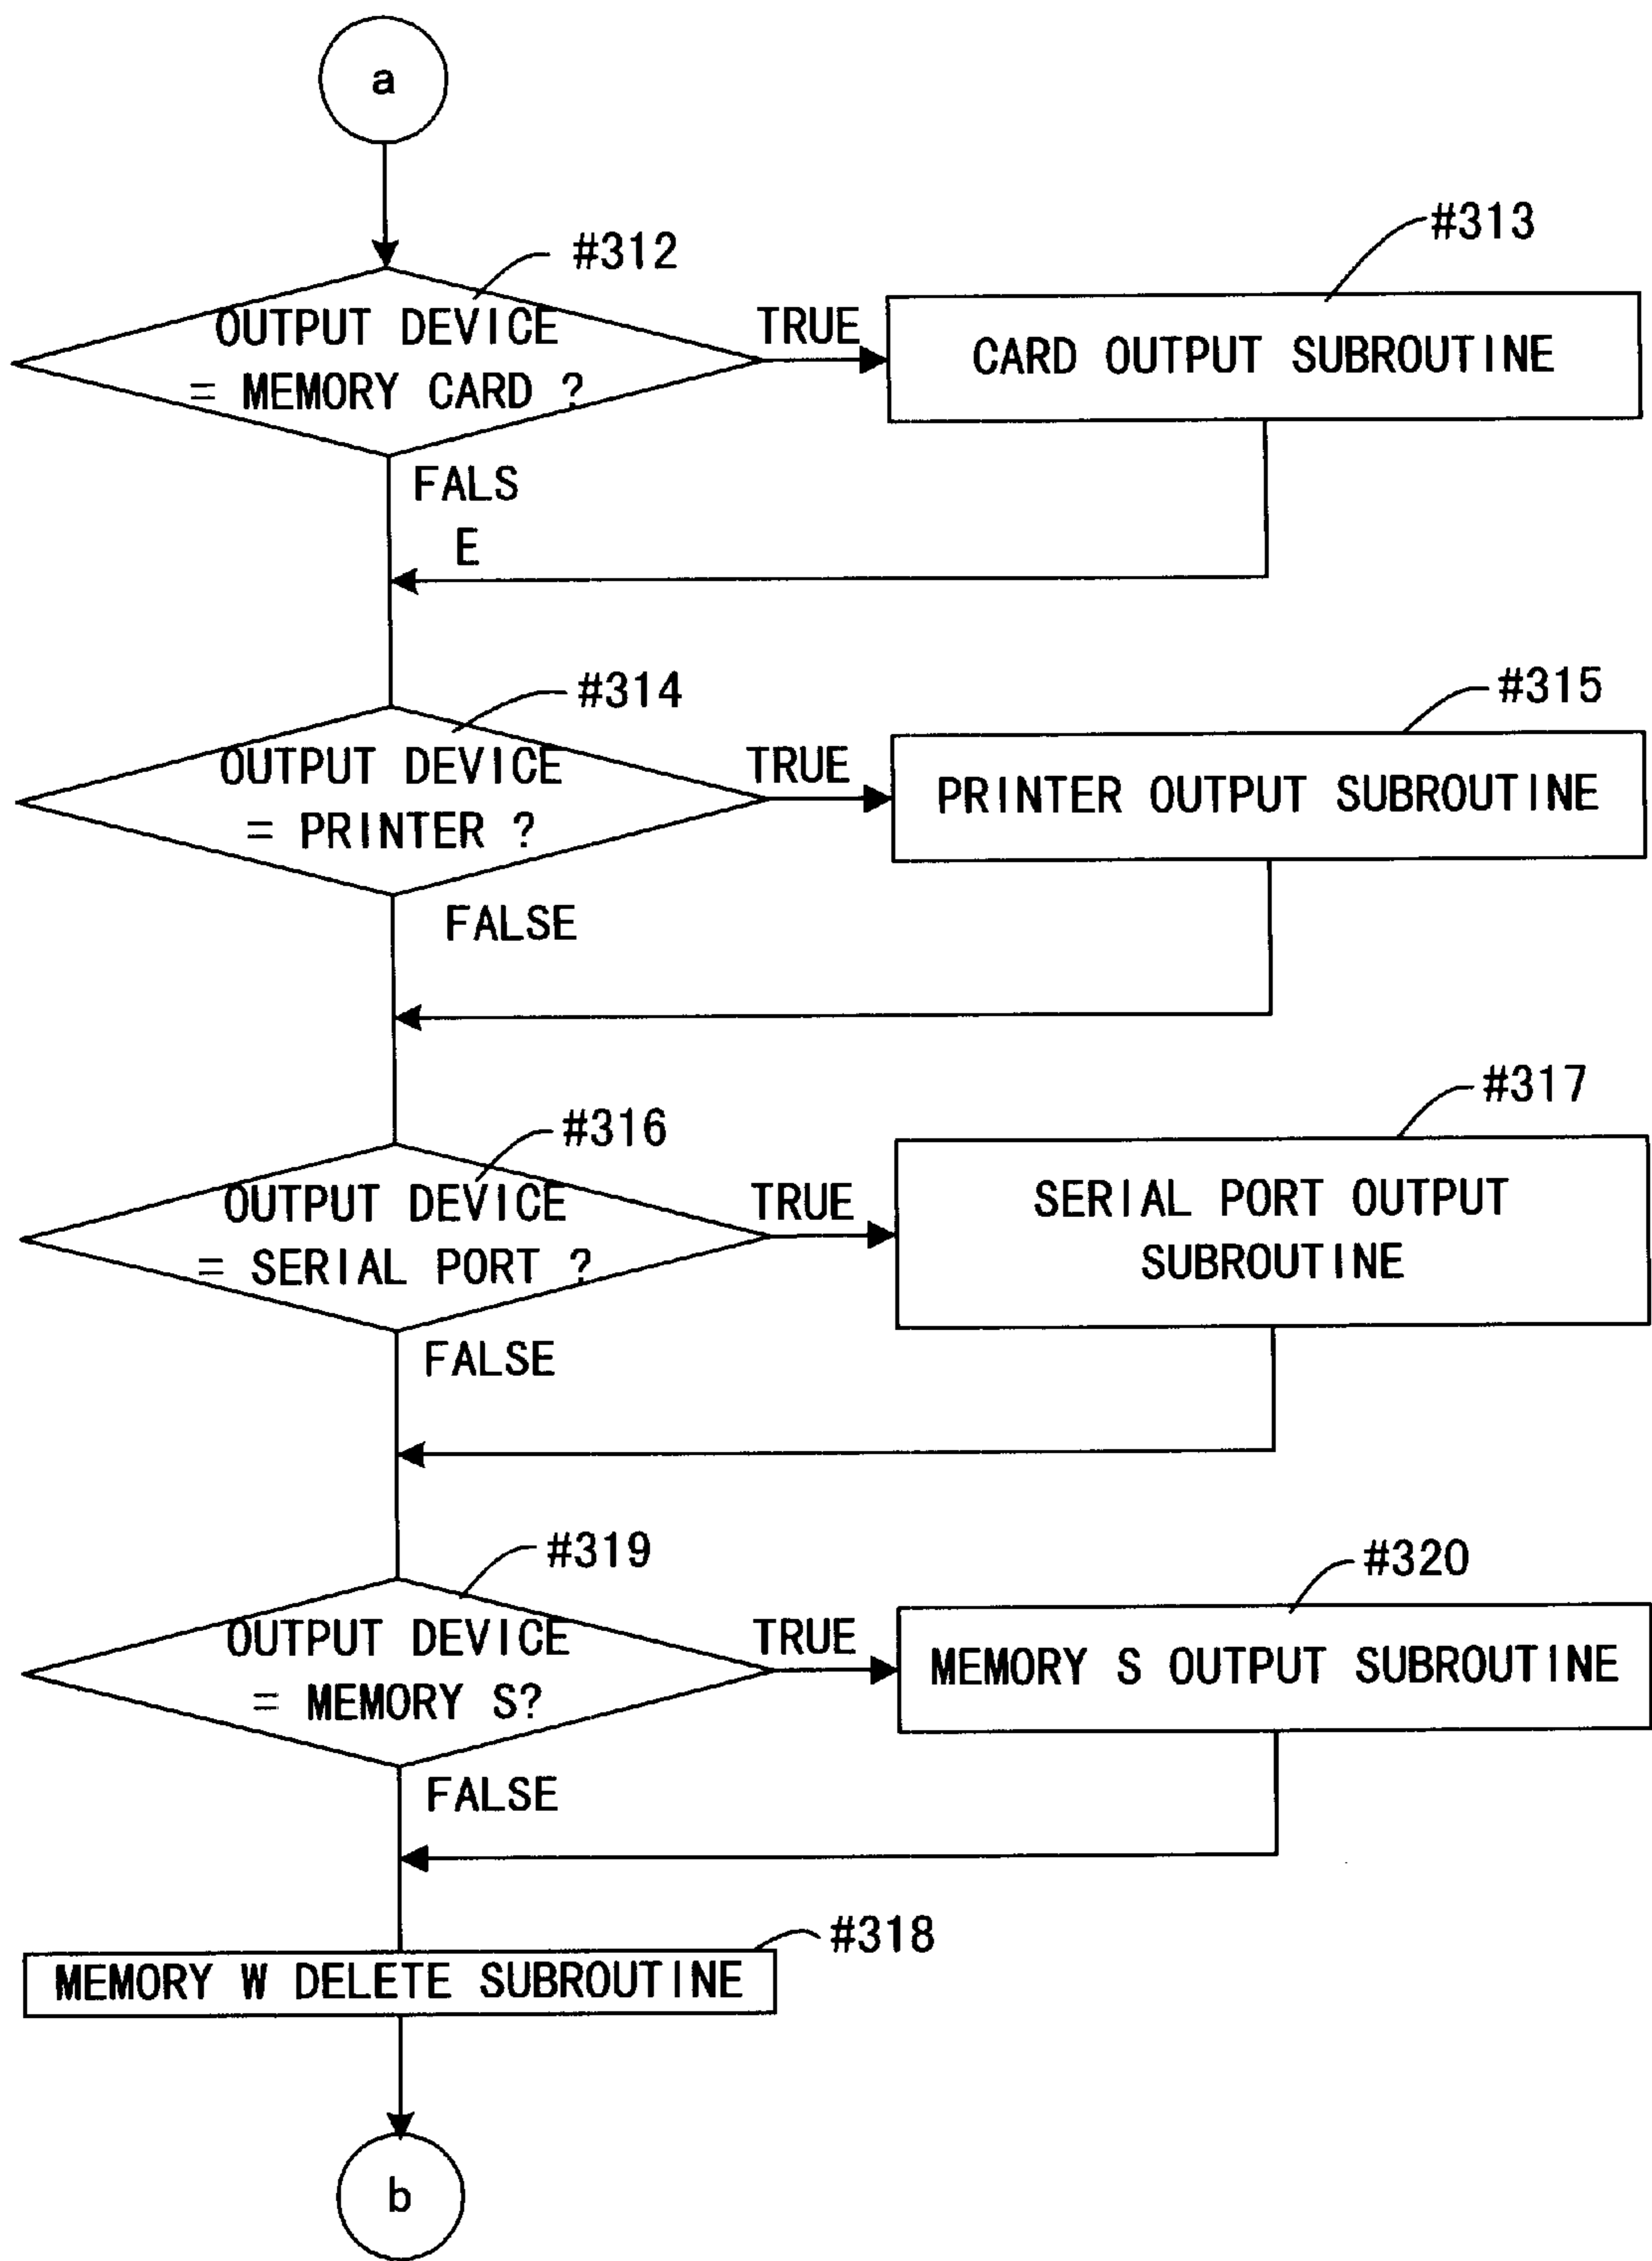 a
#312
#313
OUTPUT DEVICE
= MEMORY CARD ?
TRUE
CARD OUTPUT SUBROUTINE
FALS
E
#314
#315
OUTPUT DEVICE
= PRINTER ?
TRUE
PRINTER OUTPUT SUBROUTINE
FALSE
#316
#317
OUTPUT DEVICE
= SERIAL PORT ?
TRUE
SERIAL PORT OUTPUT
SUBROUTINE
FALSE
#319
#320
OUTPUT DEVICE
= MEMORY S?
TRUE
MEMORY S OUTPUT SUBROUTINE
FALSE
#318
MEMORY W DELETE SUBROUTINE
b